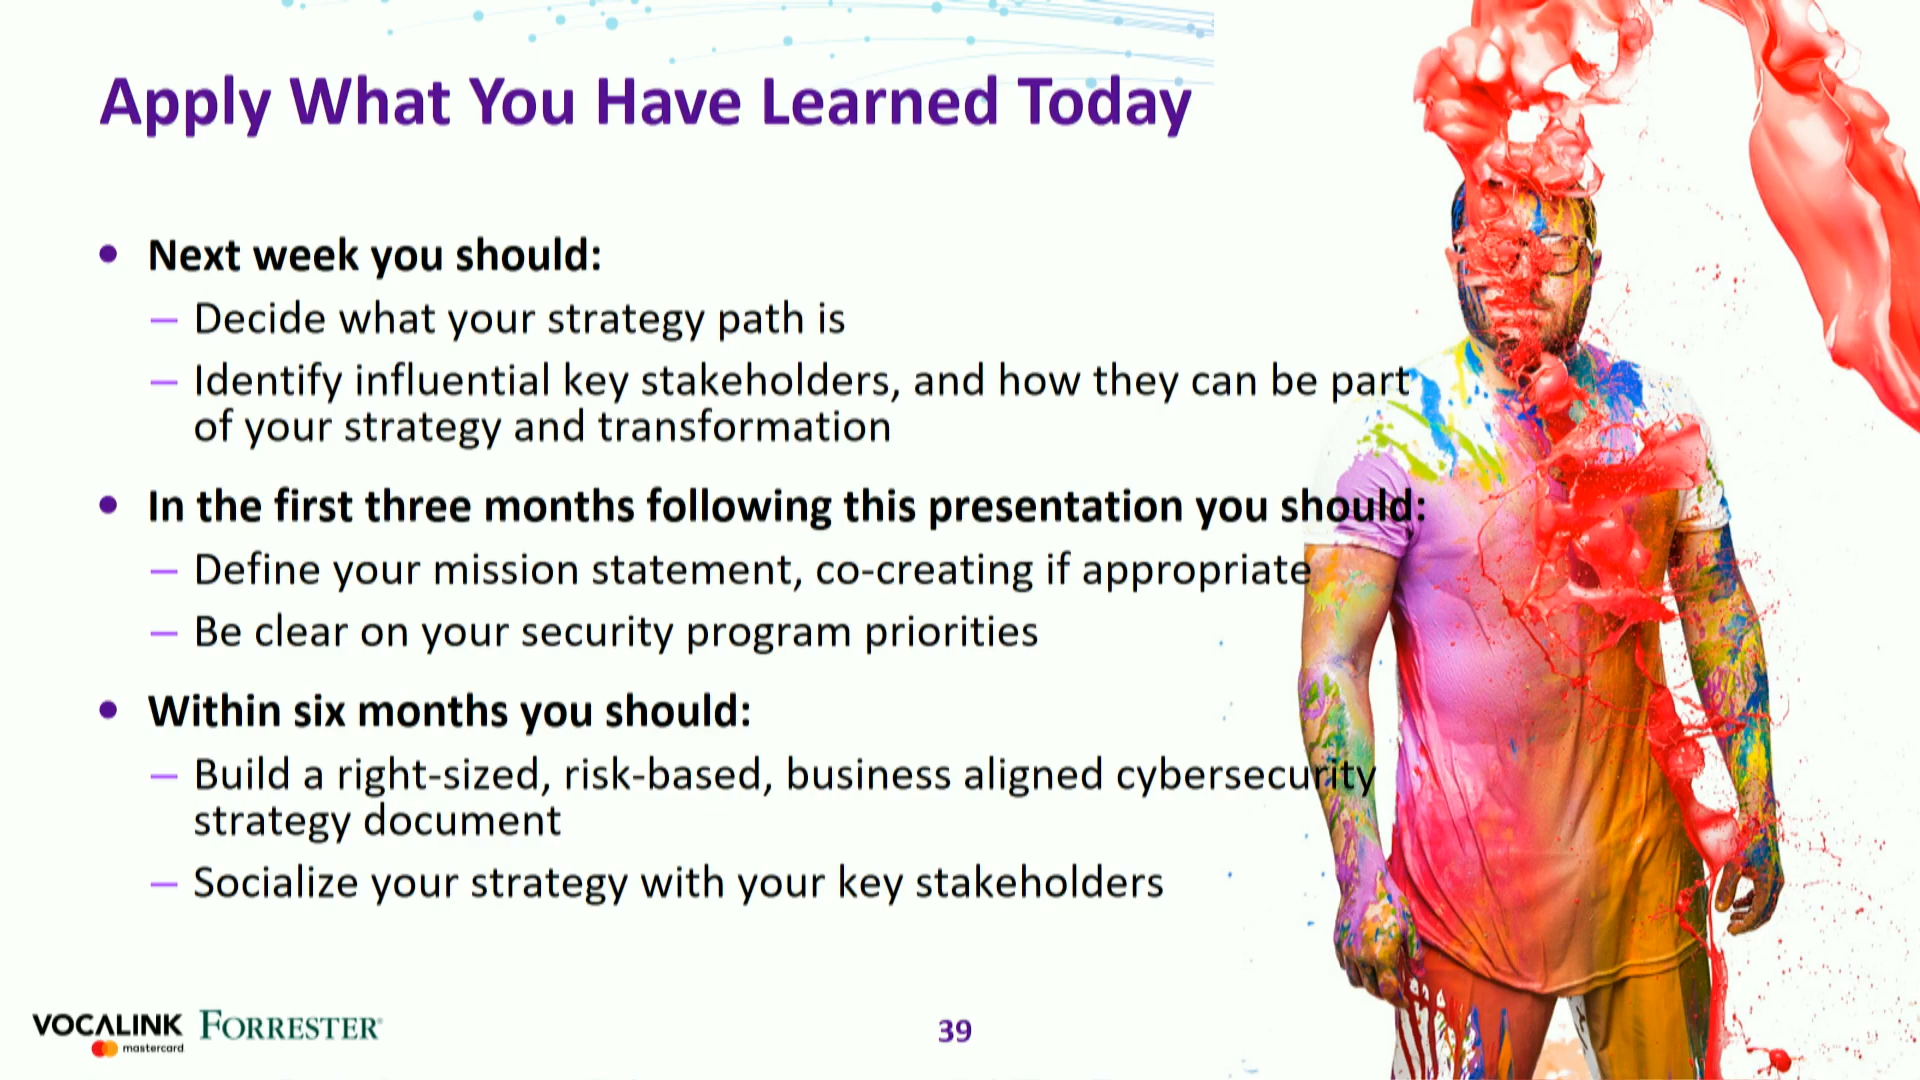 Apply What You Have Learned Today
• Next week you should:
– Decide what your strategy path is
– Identify influential key stakeholders, and how they can be part
of your strategy and transformation
• In the first three months following this presentation you should:
– Define your mission statement, co-creating if appropriate
– Be clear on your security program priorities
• Within six months you should:
– Build a right-sized, risk-based, business aligned cybersecurity
strategy document
– Socialize your strategy with your key stakeholders
VOCALINK FORRESTER®
mastercard
39